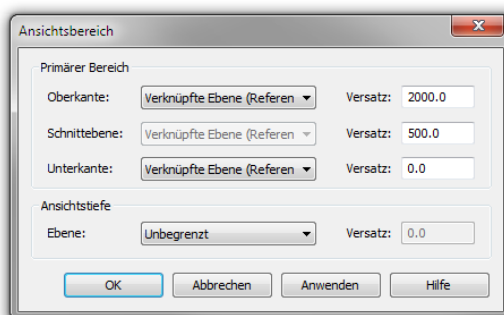 Ansichtsbereich
Primärer Bereich
Oberkante: Verknüpfte Ebene (Referen Versatz: 2000.0
Schnittebene: Verknüpfte Ebene (Referen Versatz: 500.0
Unterkante: Verknüpfte Ebene (Referen Versatz: 0.0
Ansichtstiefe
Ebene: Unbegrenzt Versatz: 0.0
OK Abbrechen Anwenden Hilfe